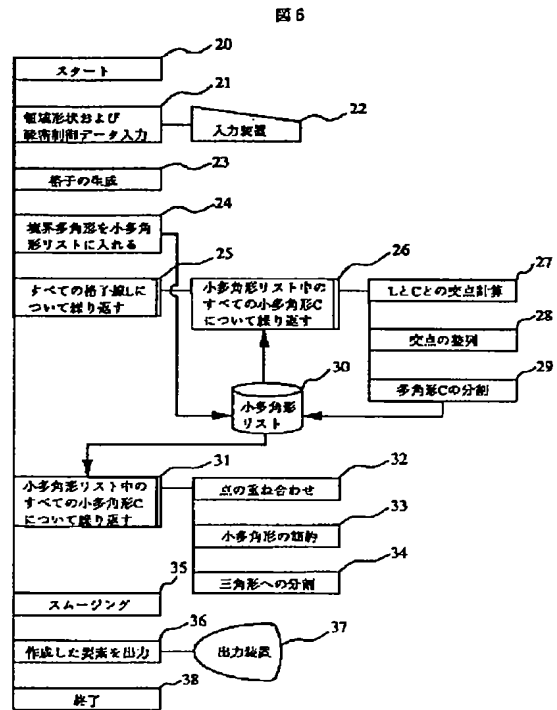 図6
20
スタート
21
領域形状および
疎密制御データ入力
22
入力装置
23
格子の生成
24
境界多角形を小多角
形リストに入れる
25
すべての格子線Lに
ついて繰り返す
26
小多角形リスト中の
すべての小多角形C
について繰り返す
27
LとCとの交点計算
28
交点の整列
29
多角形Cの分割
30
小多角形
リスト
31
小多角形リスト中の
すべての小多角形C
について繰り返す
32
点の重ね合わせ
33
小多角形の縮約
34
三角形への分割
35
スムージング
36
作成した要素を出力
37
出力装置
38
終了